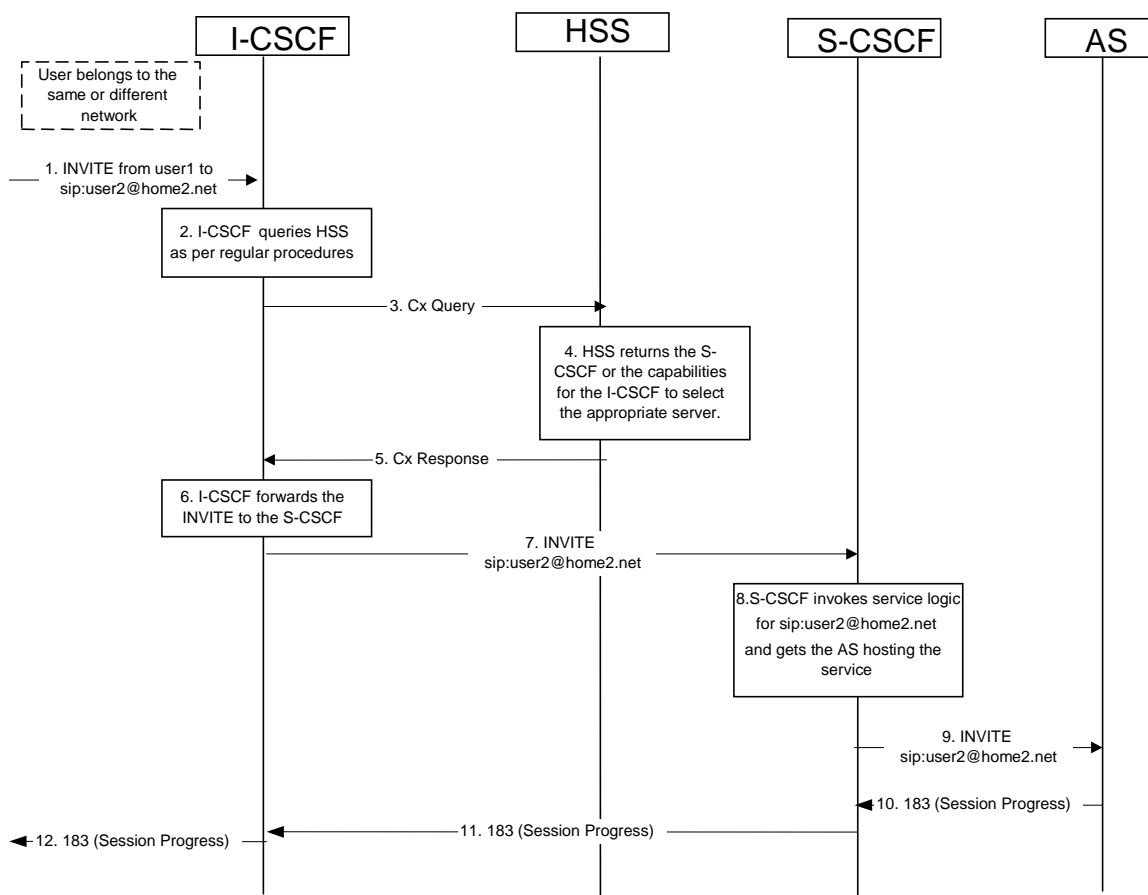 I-CSCF
HSS
S-CSCF
AS
User belongs to the
same or different
network
1. INVITE from user1 to
sip:user2@home2.net
2. I-CSCF queries HSS
as per regular procedures
3. Cx Query
4. HSS returns the S-
CSCF or the capabilities
for the I-CSCF to select
the appropriate server.
5. Cx Response
6. I-CSCF forwards the
INVITE to the S-CSCF
7. INVITE
sip:user2@home2.net
8.S-CSCF invokes service logic
for sip:user2@home2.net
and gets the AS hosting the
service
9. INVITE
sip:user2@home2.net
10. 183 (Session Progress)
11. 183 (Session Progress)
12. 183 (Session Progress)